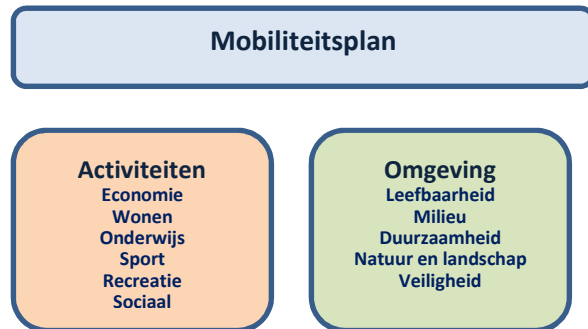 Mobiliteitsplan
Activiteiten
Economie
Wonen
Onderwijs
Sport
Recreatie
Sociaal
Omgeving
Leefbaarheid
Milieu
Duurzaamheid
Natuur en landschap
Veiligheid